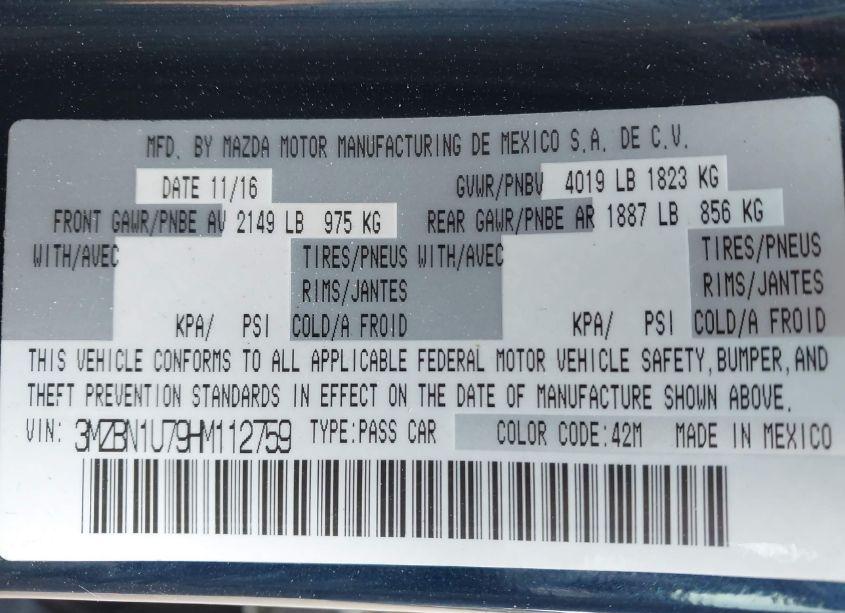 MFD. BY MAZDA MOTOR MANUFACTURING DE MEXICO S.A. DE C.V.
DATE 11/16 GVWR/PNBV 4019 LB 1823 KG
FRONT GAWR/PNBE AV 2149 LB 975 KG REAR GAWR/PNBE AR 1887 LB 856 KG
WITH/AVEC TIRES/PNEUS WITH/AVEC TIRES/PNEUS
RIMS/JANTES RIMS/JANTES
KPA/ PSI COLD/A FROID KPA/ PSI COLD/A FROID
THIS VEHICLE CONFORMS TO ALL APPLICABLE FEDERAL MOTOR VEHICLE SAFETY, BUMPER, AND
THEFT PREVENTION STANDARDS IN EFFECT ON THE DATE OF MANUFACTURE SHOWN ABOVE.
VIN: 3MZBN1U79HM112759 TYPE:PASS CAR COLOR CODE:42M MADE IN MEXICO